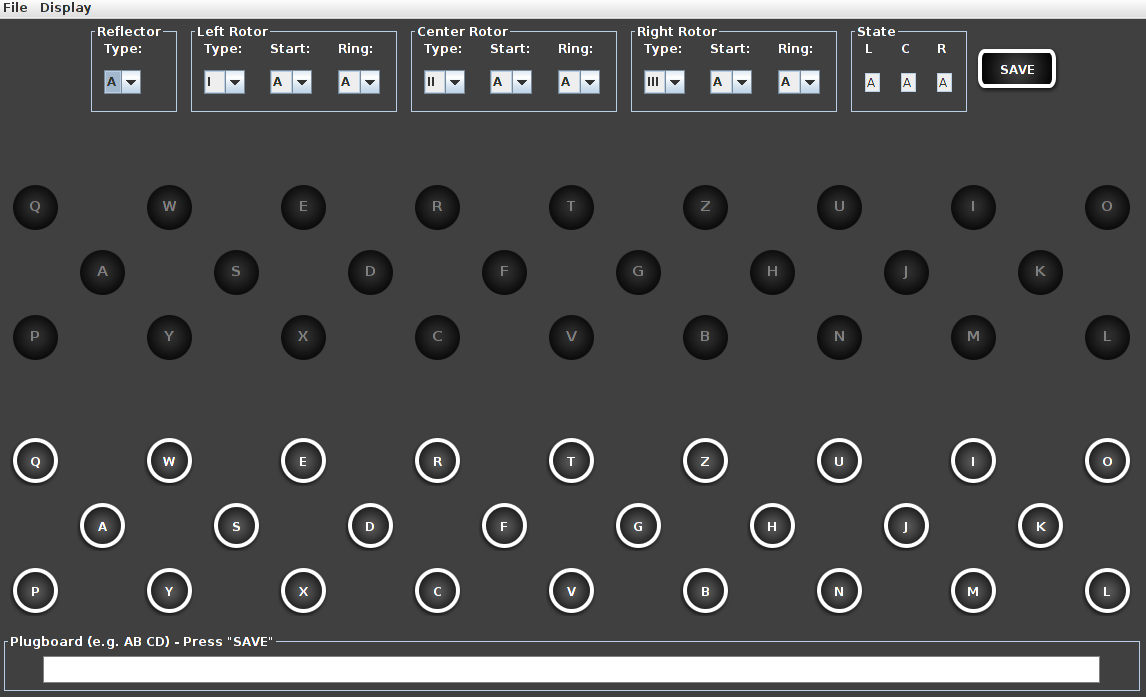 File Display
Reflector Left Rotor Center Rotor Right Rotor State
Type: Type: Start: Ring: Type: Start: Ring: Type: Start: Ring: L C R
A I A A II A A III A A A A A SAVE
Q W E R T Z U I O
A S D F G H J K
P Y X C V B N M L
Q W E R T Z U I O
A S D F G H J K
P Y X C V B N M L
Plugboard (e.g. AB CD) - Press "SAVE"